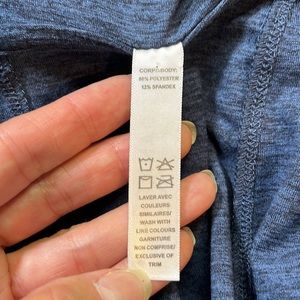 CORPS/BODY:
88% POLYESTER
12% SPANDEX
LAVER AVEC
COULEURS
SIMILAIRES/
WASH WITH
LIKE COLOURS
GARNITURE
NON COMPRISE/
EXCLUSIVE OF
TRIM